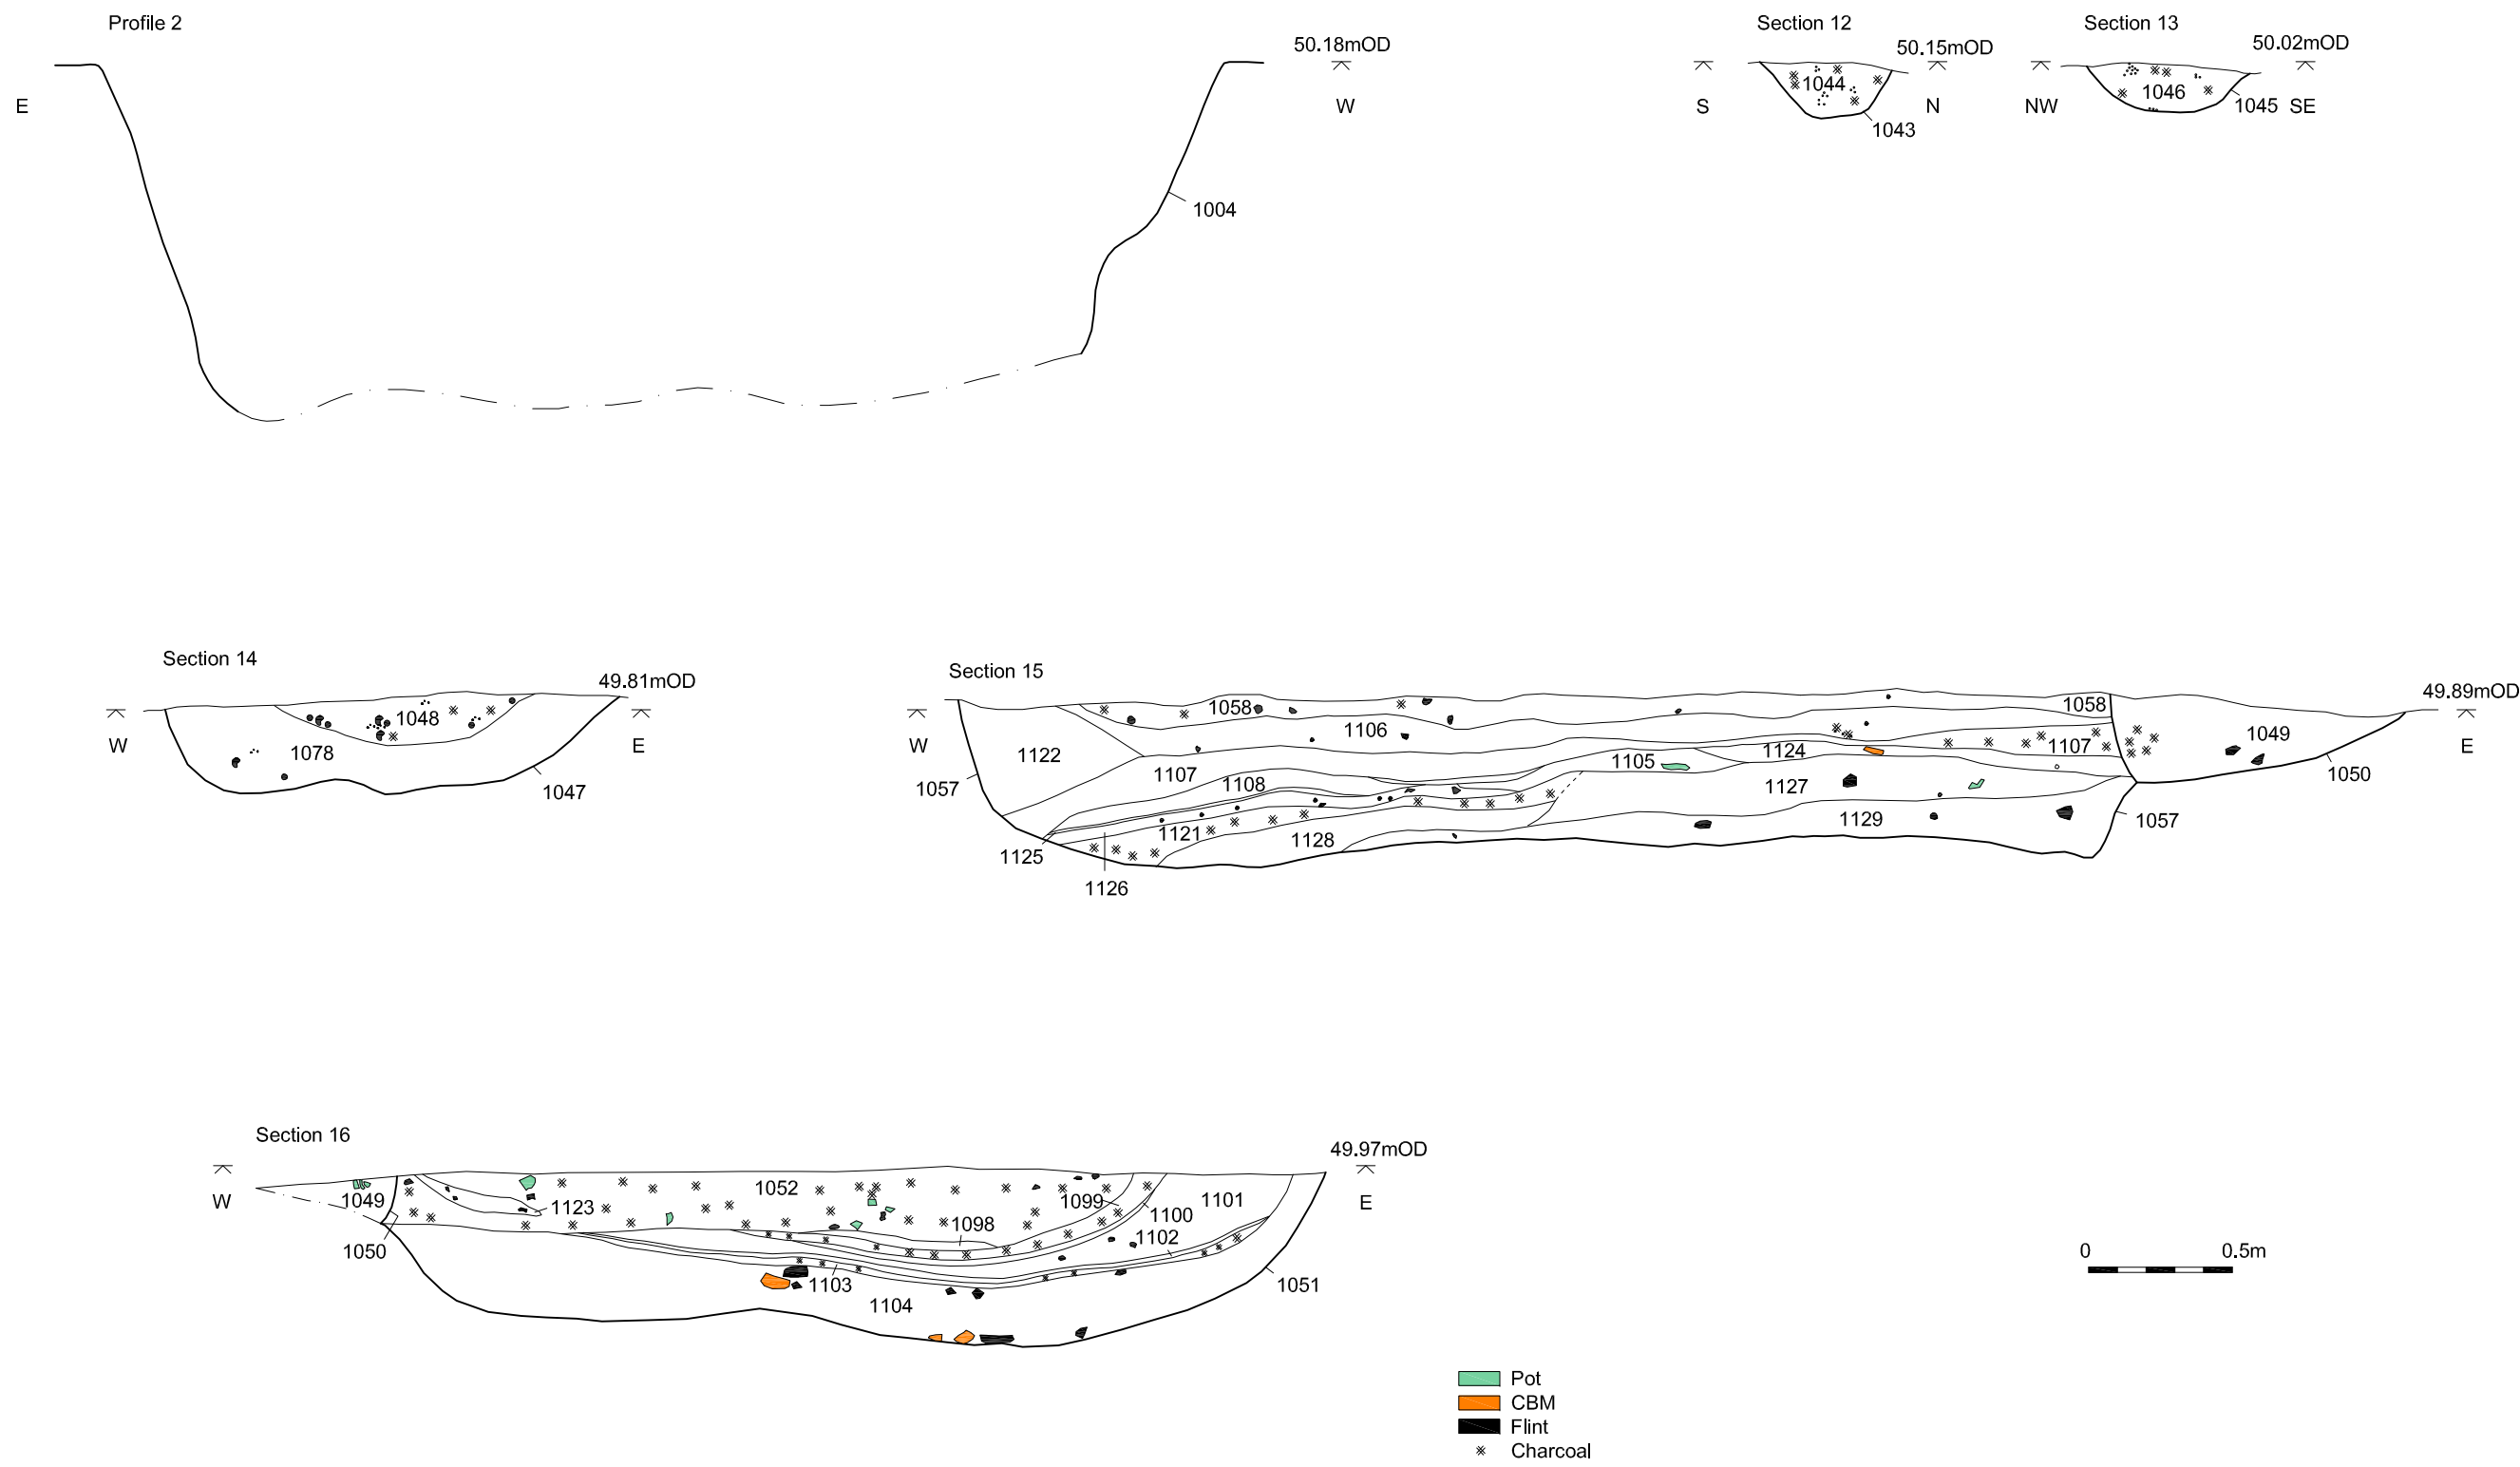 Profile 2
Section 12
Section 13
50.18mOD
50.15mOD
50.02mOD
E
W
1004
S
1044
N
1043
NW
1046
1045
SE
Section 14
49.81mOD
W
1048
1078
E
1047
Section 15
49.89mOD
W
1058
1058
1106
1049
1122
1107
1105
1124
1107
E
1057
1108
1127
1050
1121
1128
1129
1057
1125
1126
Section 16
49.97mOD
W
1049
1052
1099
1101
E
1123
1098
1100
1050
1102
1103
1104
1051
0
0.5m
Pot
CBM
Flint
Charcoal